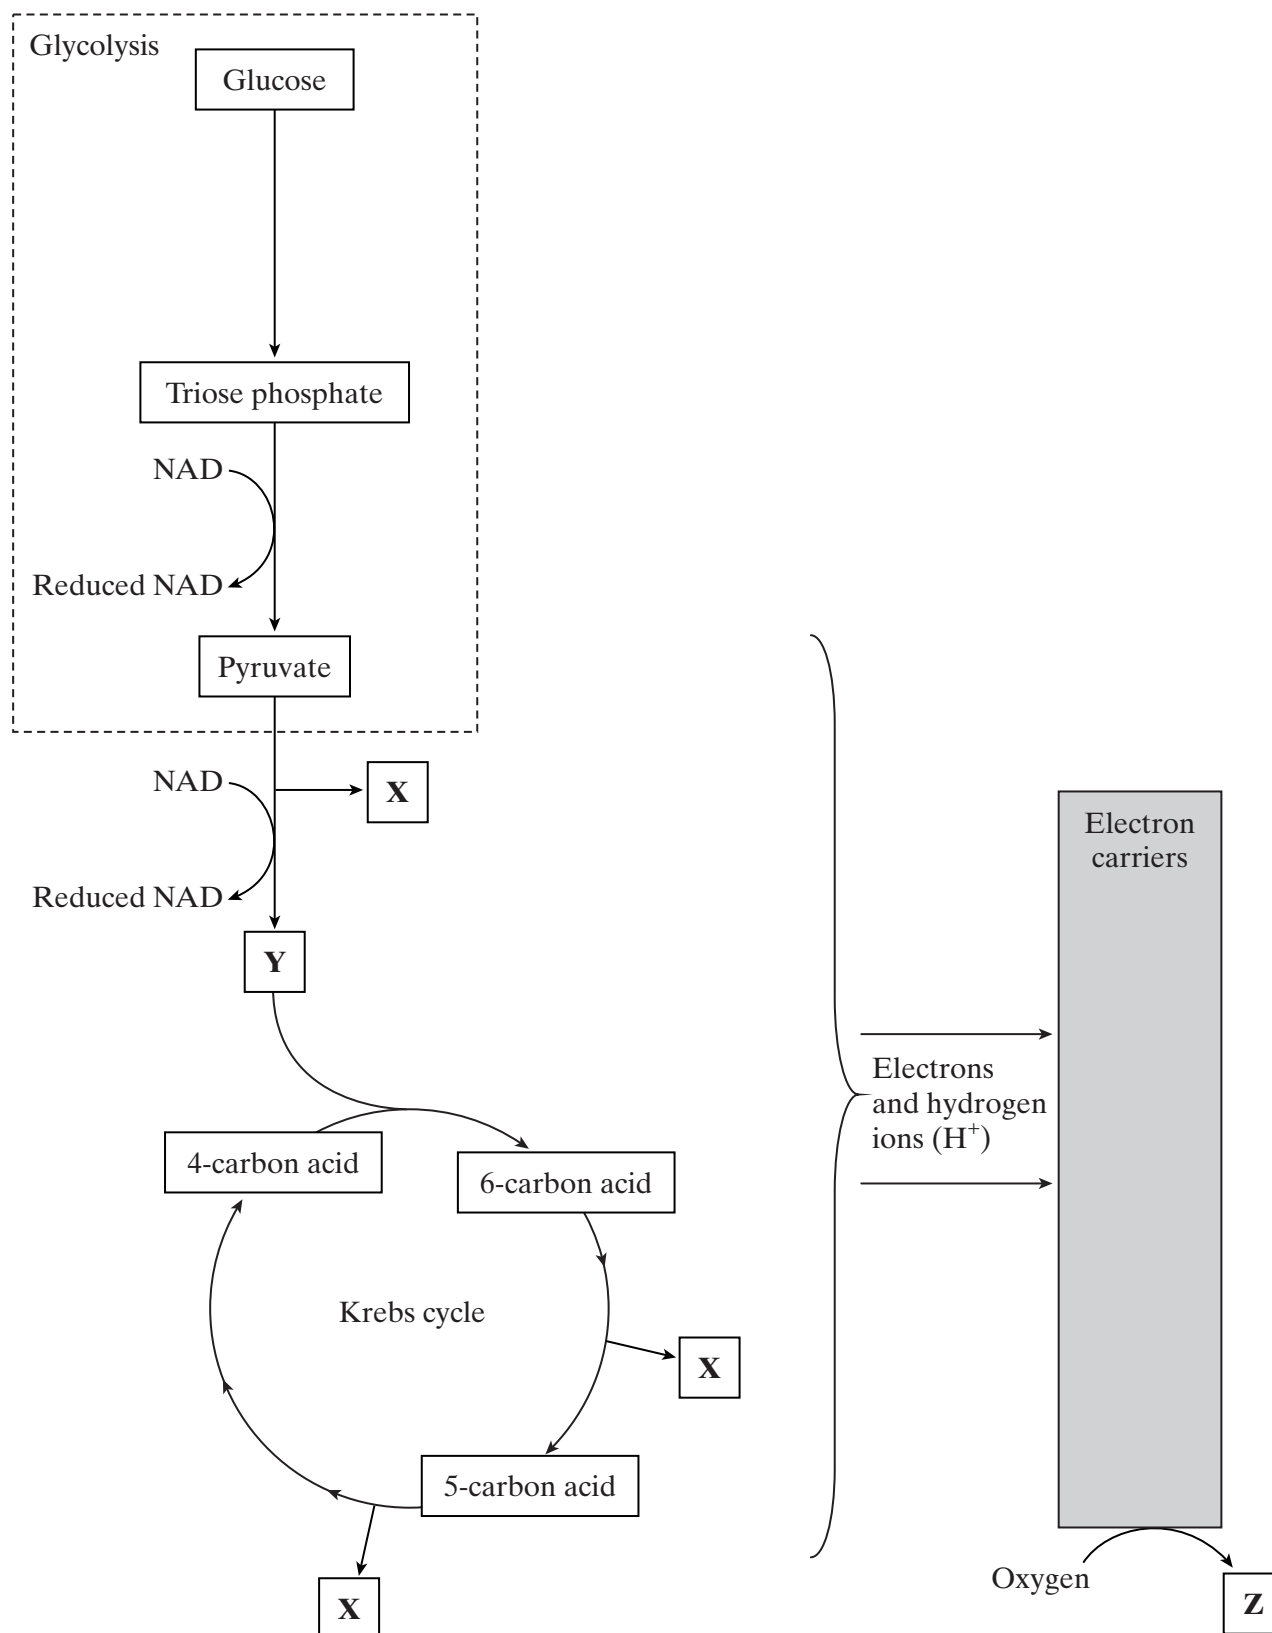 Glycolysis
Glucose
Triose phosphate
NAD
Reduced NAD
Pyruvate
NAD
X
Reduced NAD
Y
4-carbon acid
6-carbon acid
Krebs cycle
X
5-carbon acid
X
Electrons
and hydrogen
ions (H⁺)
Electron
carriers
Oxygen
Z